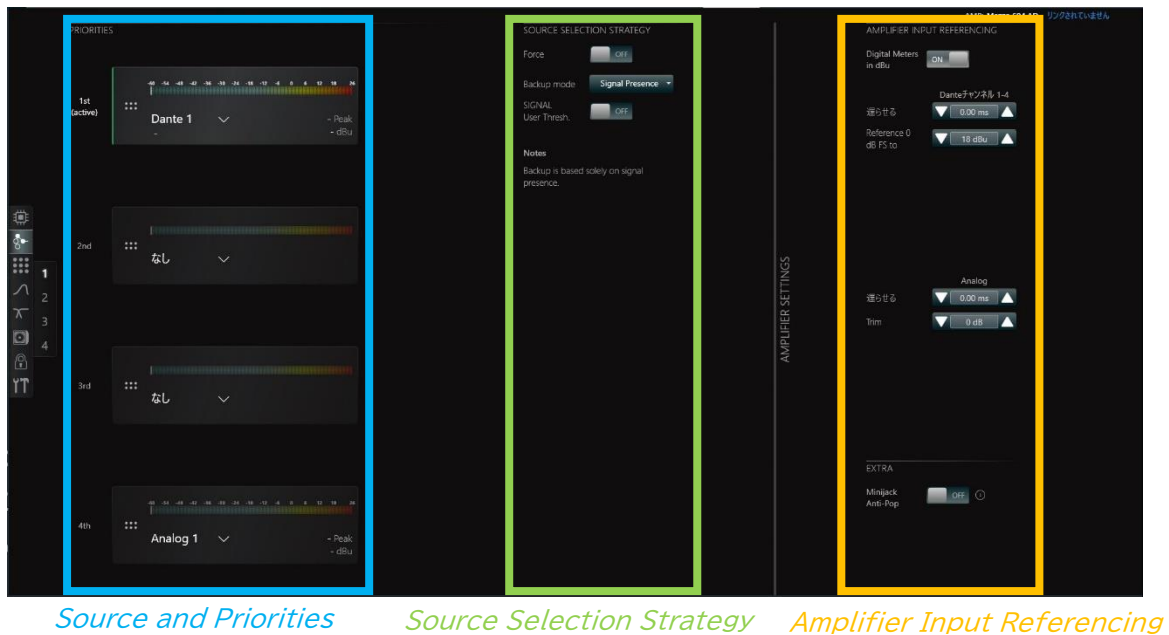 リンクされていません
PRIORITIES
1st
(active)
-60 -54 -48 -42 -36 -30 -24 -18 -12 -6 0 6 12 18 24
Dante 1
-
- Peak
- dBu
2nd
なし
3rd
なし
4th
-60 -54 -48 -42 -36 -30 -24 -18 -12 -6 0 6 12 18 24
Analog 1
- Peak
- dBu
1
2
3
4
SOURCE SELECTION STRATEGY
Force
OFF
Backup mode
Signal Presence
SIGNAL
User Thresh.
OFF
Notes
Backup is based solely on signal
presence.
AMPLIFIER SETTINGS
AMPLIFIER INPUT REFERENCING
Digital Meters
in dBu
ON
Danteチャンネル 1-4
遅らせる
0.00 ms
Reference 0
dB FS to
18 dBu
Analog
遅らせる
0.00 ms
Trim
0 dB
EXTRA
Minijack
Anti-Pop
OFF
Source and Priorities
Source Selection Strategy
Amplifier Input Referencing